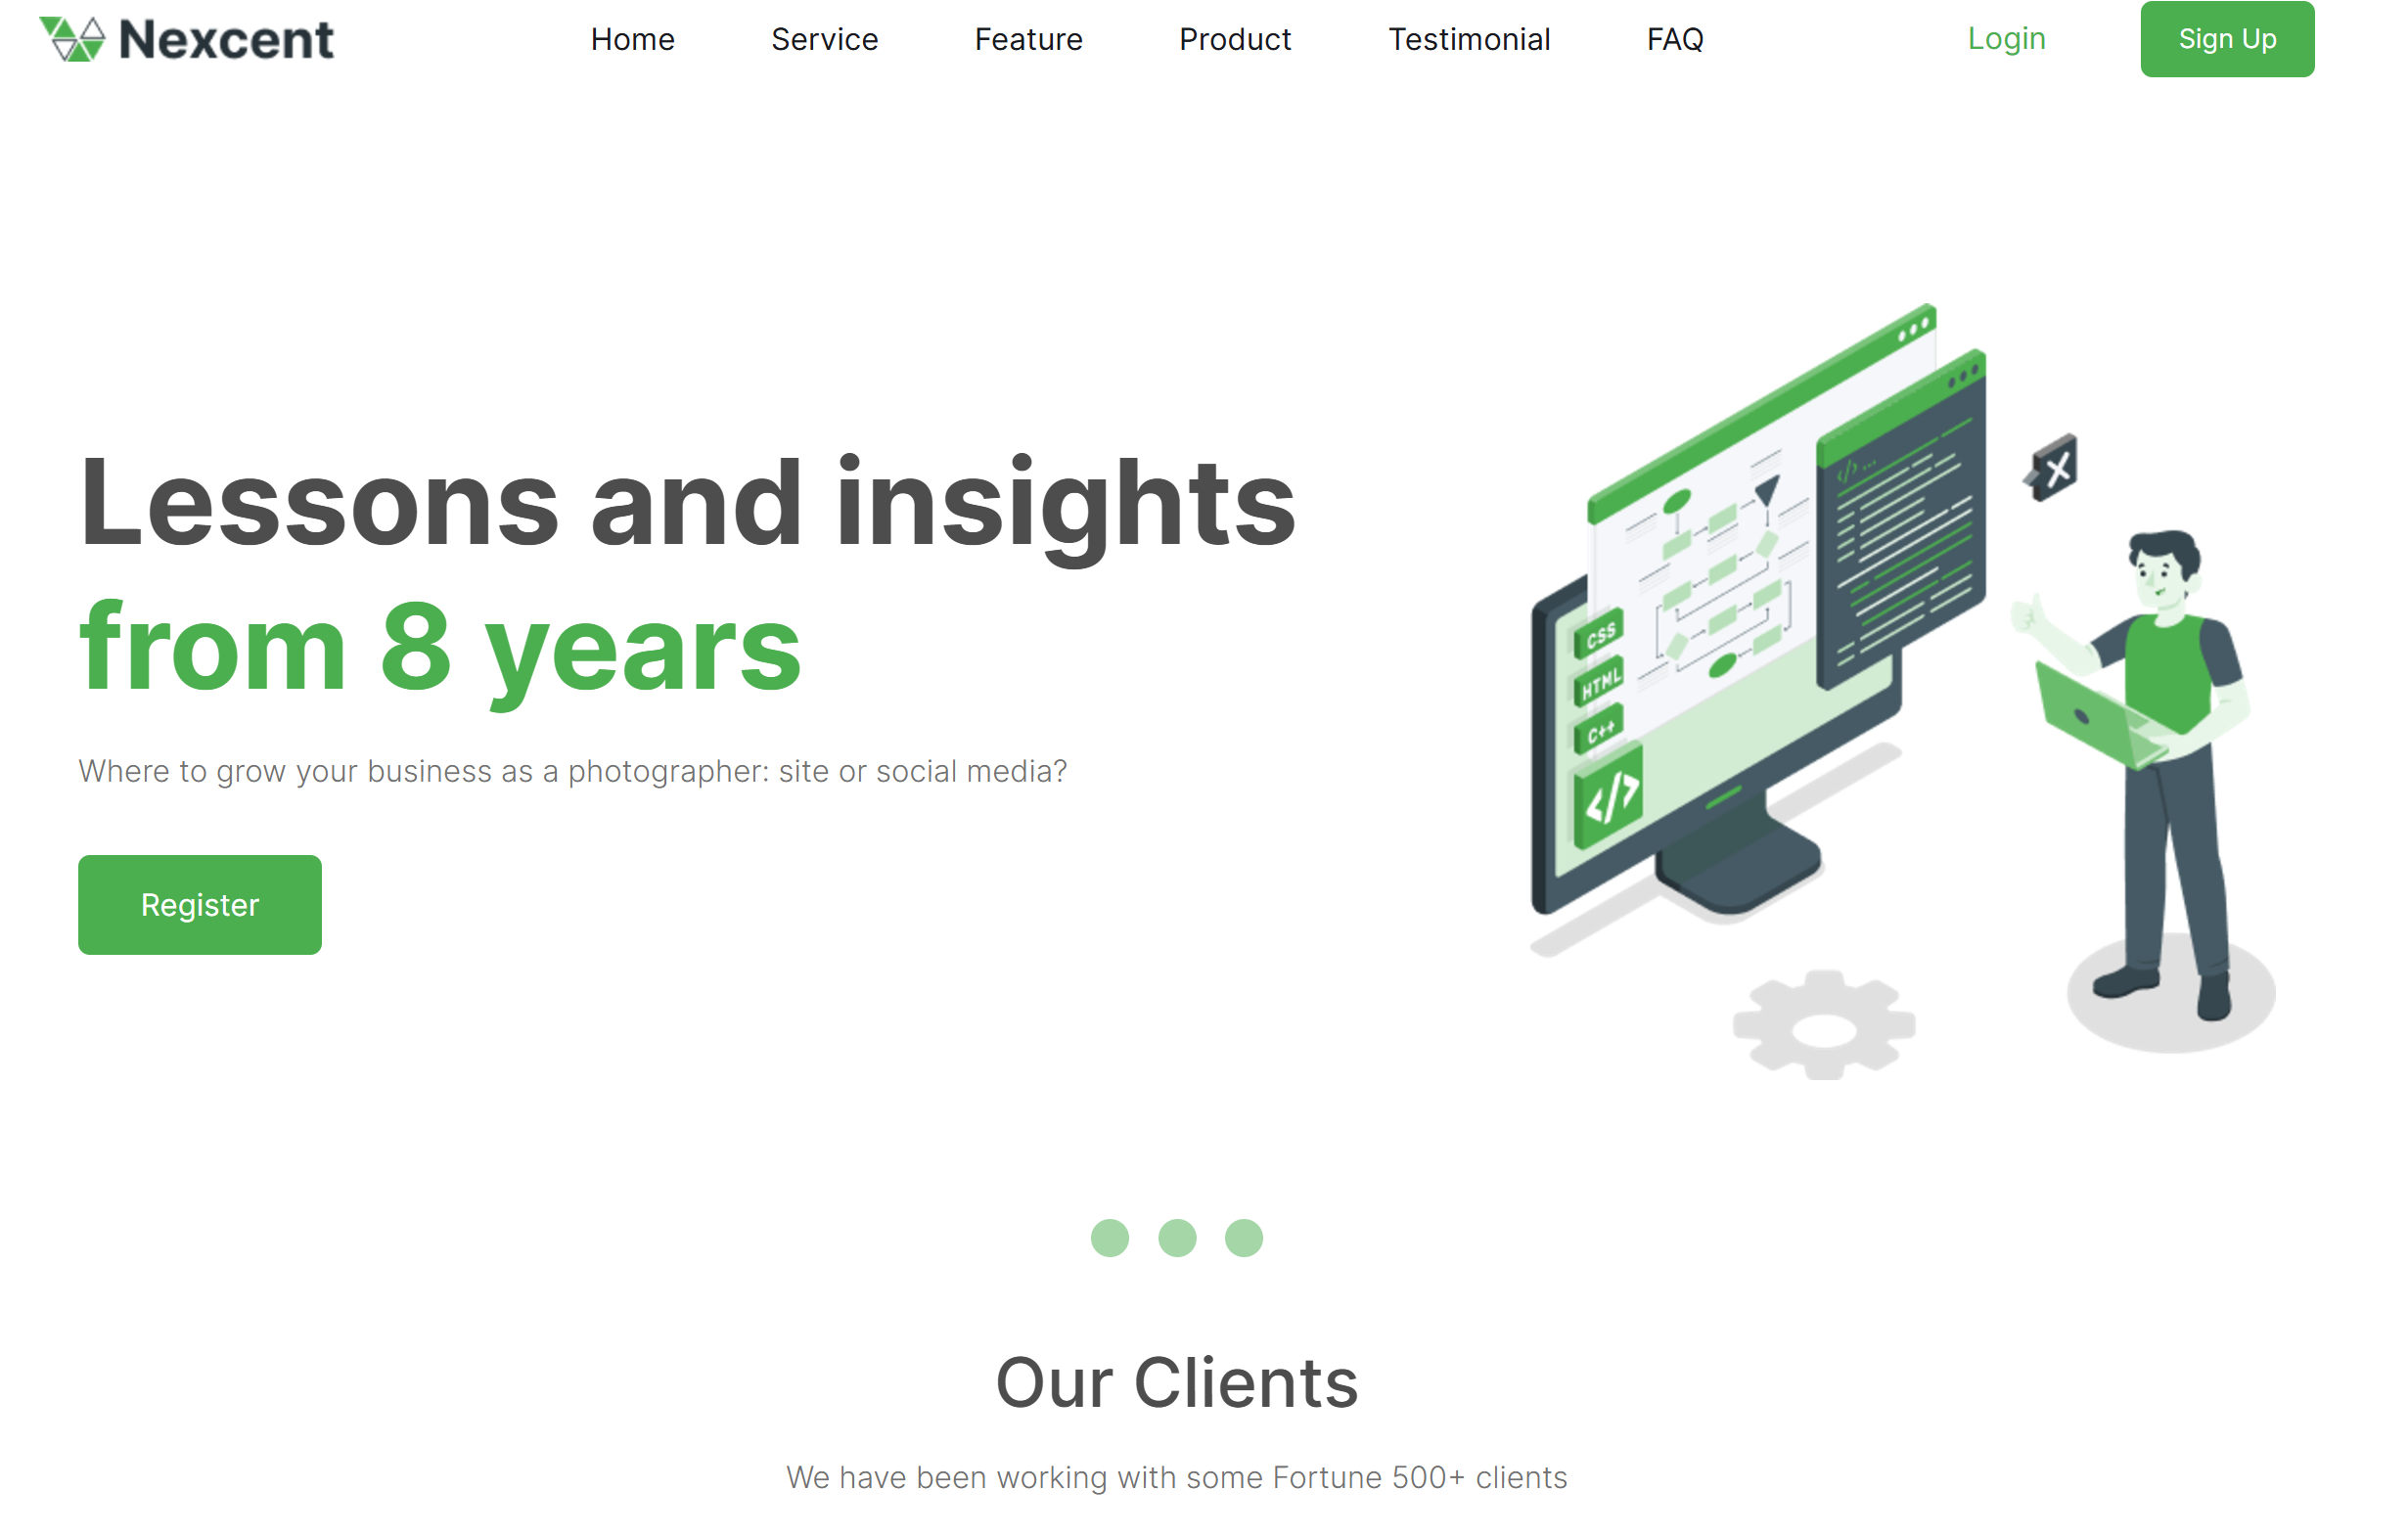 Nexcent
Home Service Feature Product Testimonial FAQ Login Sign Up
Lessons and insights
from 8 years
Where to grow your business as a photographer: site or social media?
Register
CSS
HTML
C++
</>
</> ...
Our Clients
We have been working with some Fortune 500+ clients